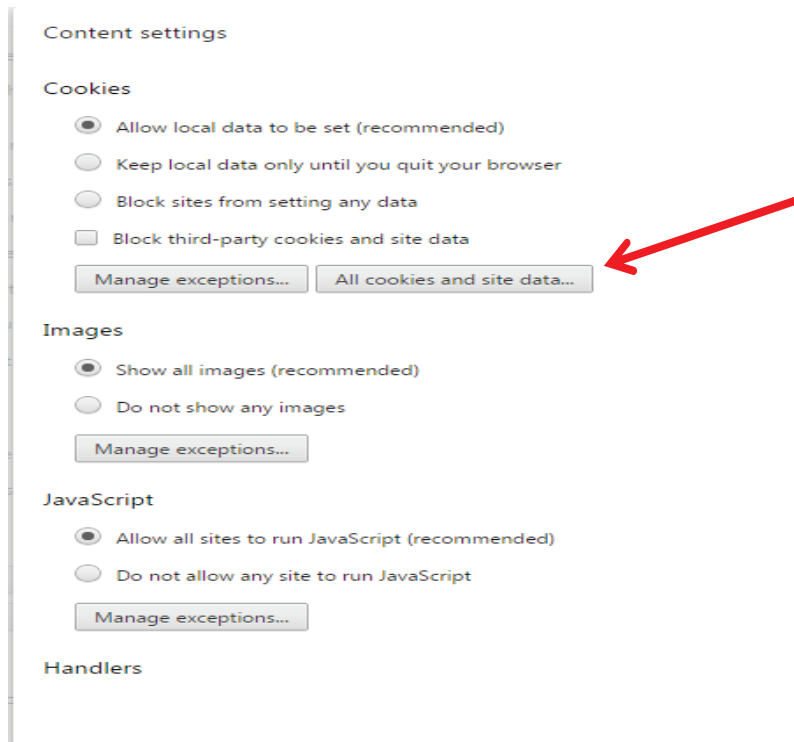 Content settings
Cookies
Allow local data to be set (recommended)
Keep local data only until you quit your browser
Block sites from setting any data
Block third-party cookies and site data
Manage exceptions... All cookies and site data...
Images
Show all images (recommended)
Do not show any images
Manage exceptions...
JavaScript
Allow all sites to run JavaScript (recommended)
Do not allow any site to run JavaScript
Manage exceptions...
Handlers